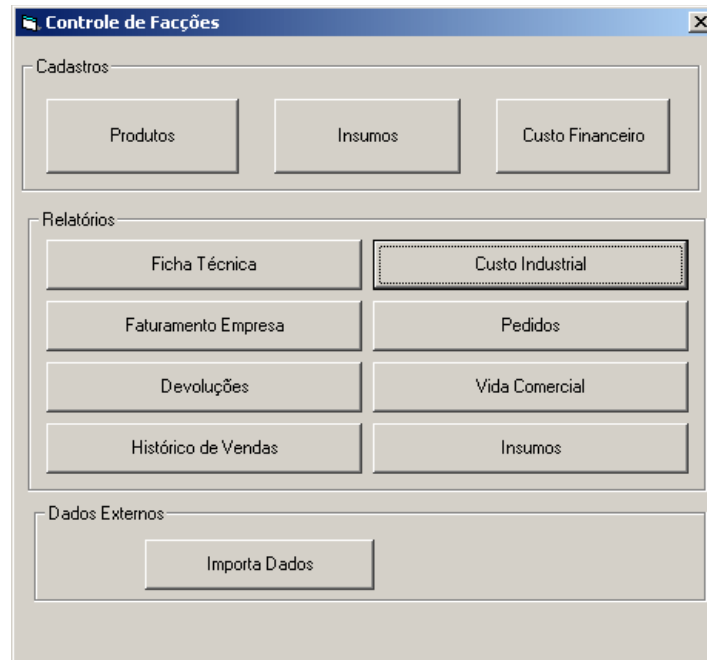 Controle de Facções
Cadastros
Produtos Insumos Custo Financeiro
Relatórios
Ficha Técnica Custo Industrial
Faturamento Empresa Pedidos
Devoluções Vida Comercial
Histórico de Vendas Insumos
Dados Externos
Importa Dados